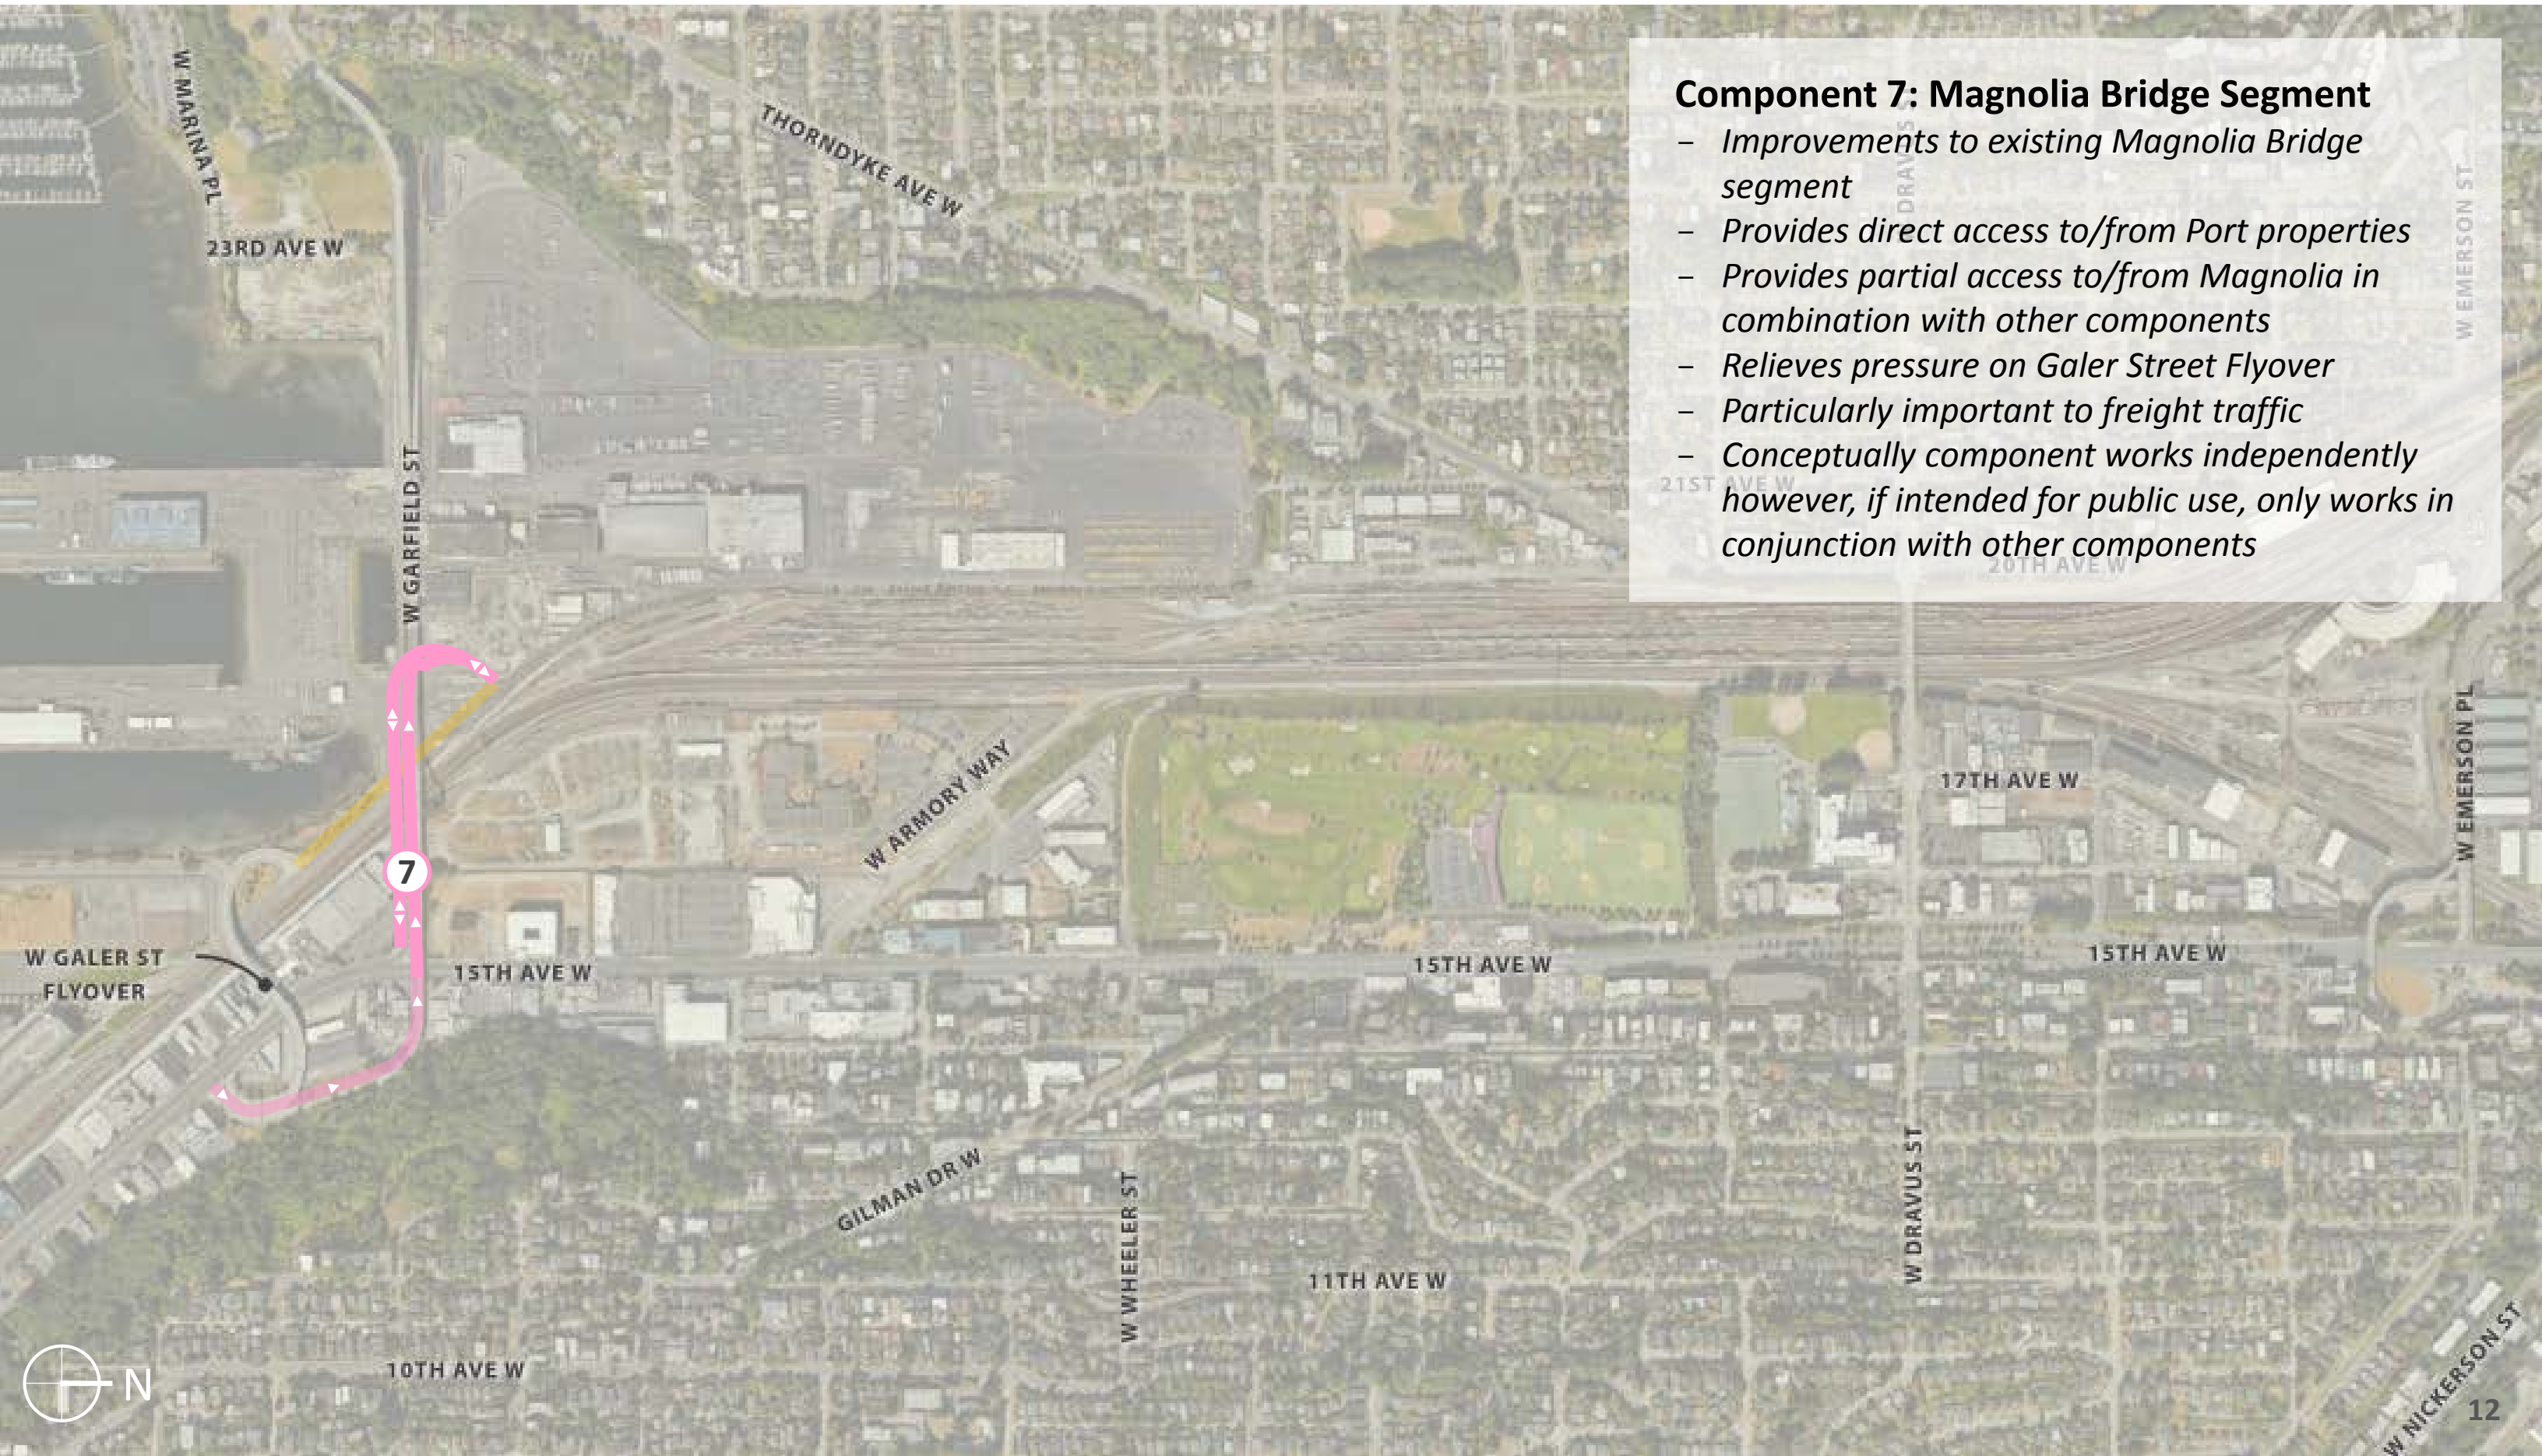 Component 7: Magnolia Bridge Segment
– Improvements to existing Magnolia Bridge
segment
– Provides direct access to/from Port properties
– Provides partial access to/from Magnolia in
combination with other components
– Relieves pressure on Galer Street Flyover
– Particularly important to freight traffic
– Conceptually component works independently
however, if intended for public use, only works in
conjunction with other components
W MARINA PL
THORNDYKE AVE W
DRAVUS S
W EMERSON ST
23RD AVE W
W GARFIELD ST
21ST AVE W
20TH AVE W
W ARMORY WAY
17TH AVE W
W EMERSON PL
7
W GALER ST
FLYOVER
15TH AVE W
15TH AVE W
15TH AVE W
GILMAN DR W
W WHEELER ST
W DRAVUS ST
11TH AVE W
10TH AVE W
W NICKERSON ST
N
12